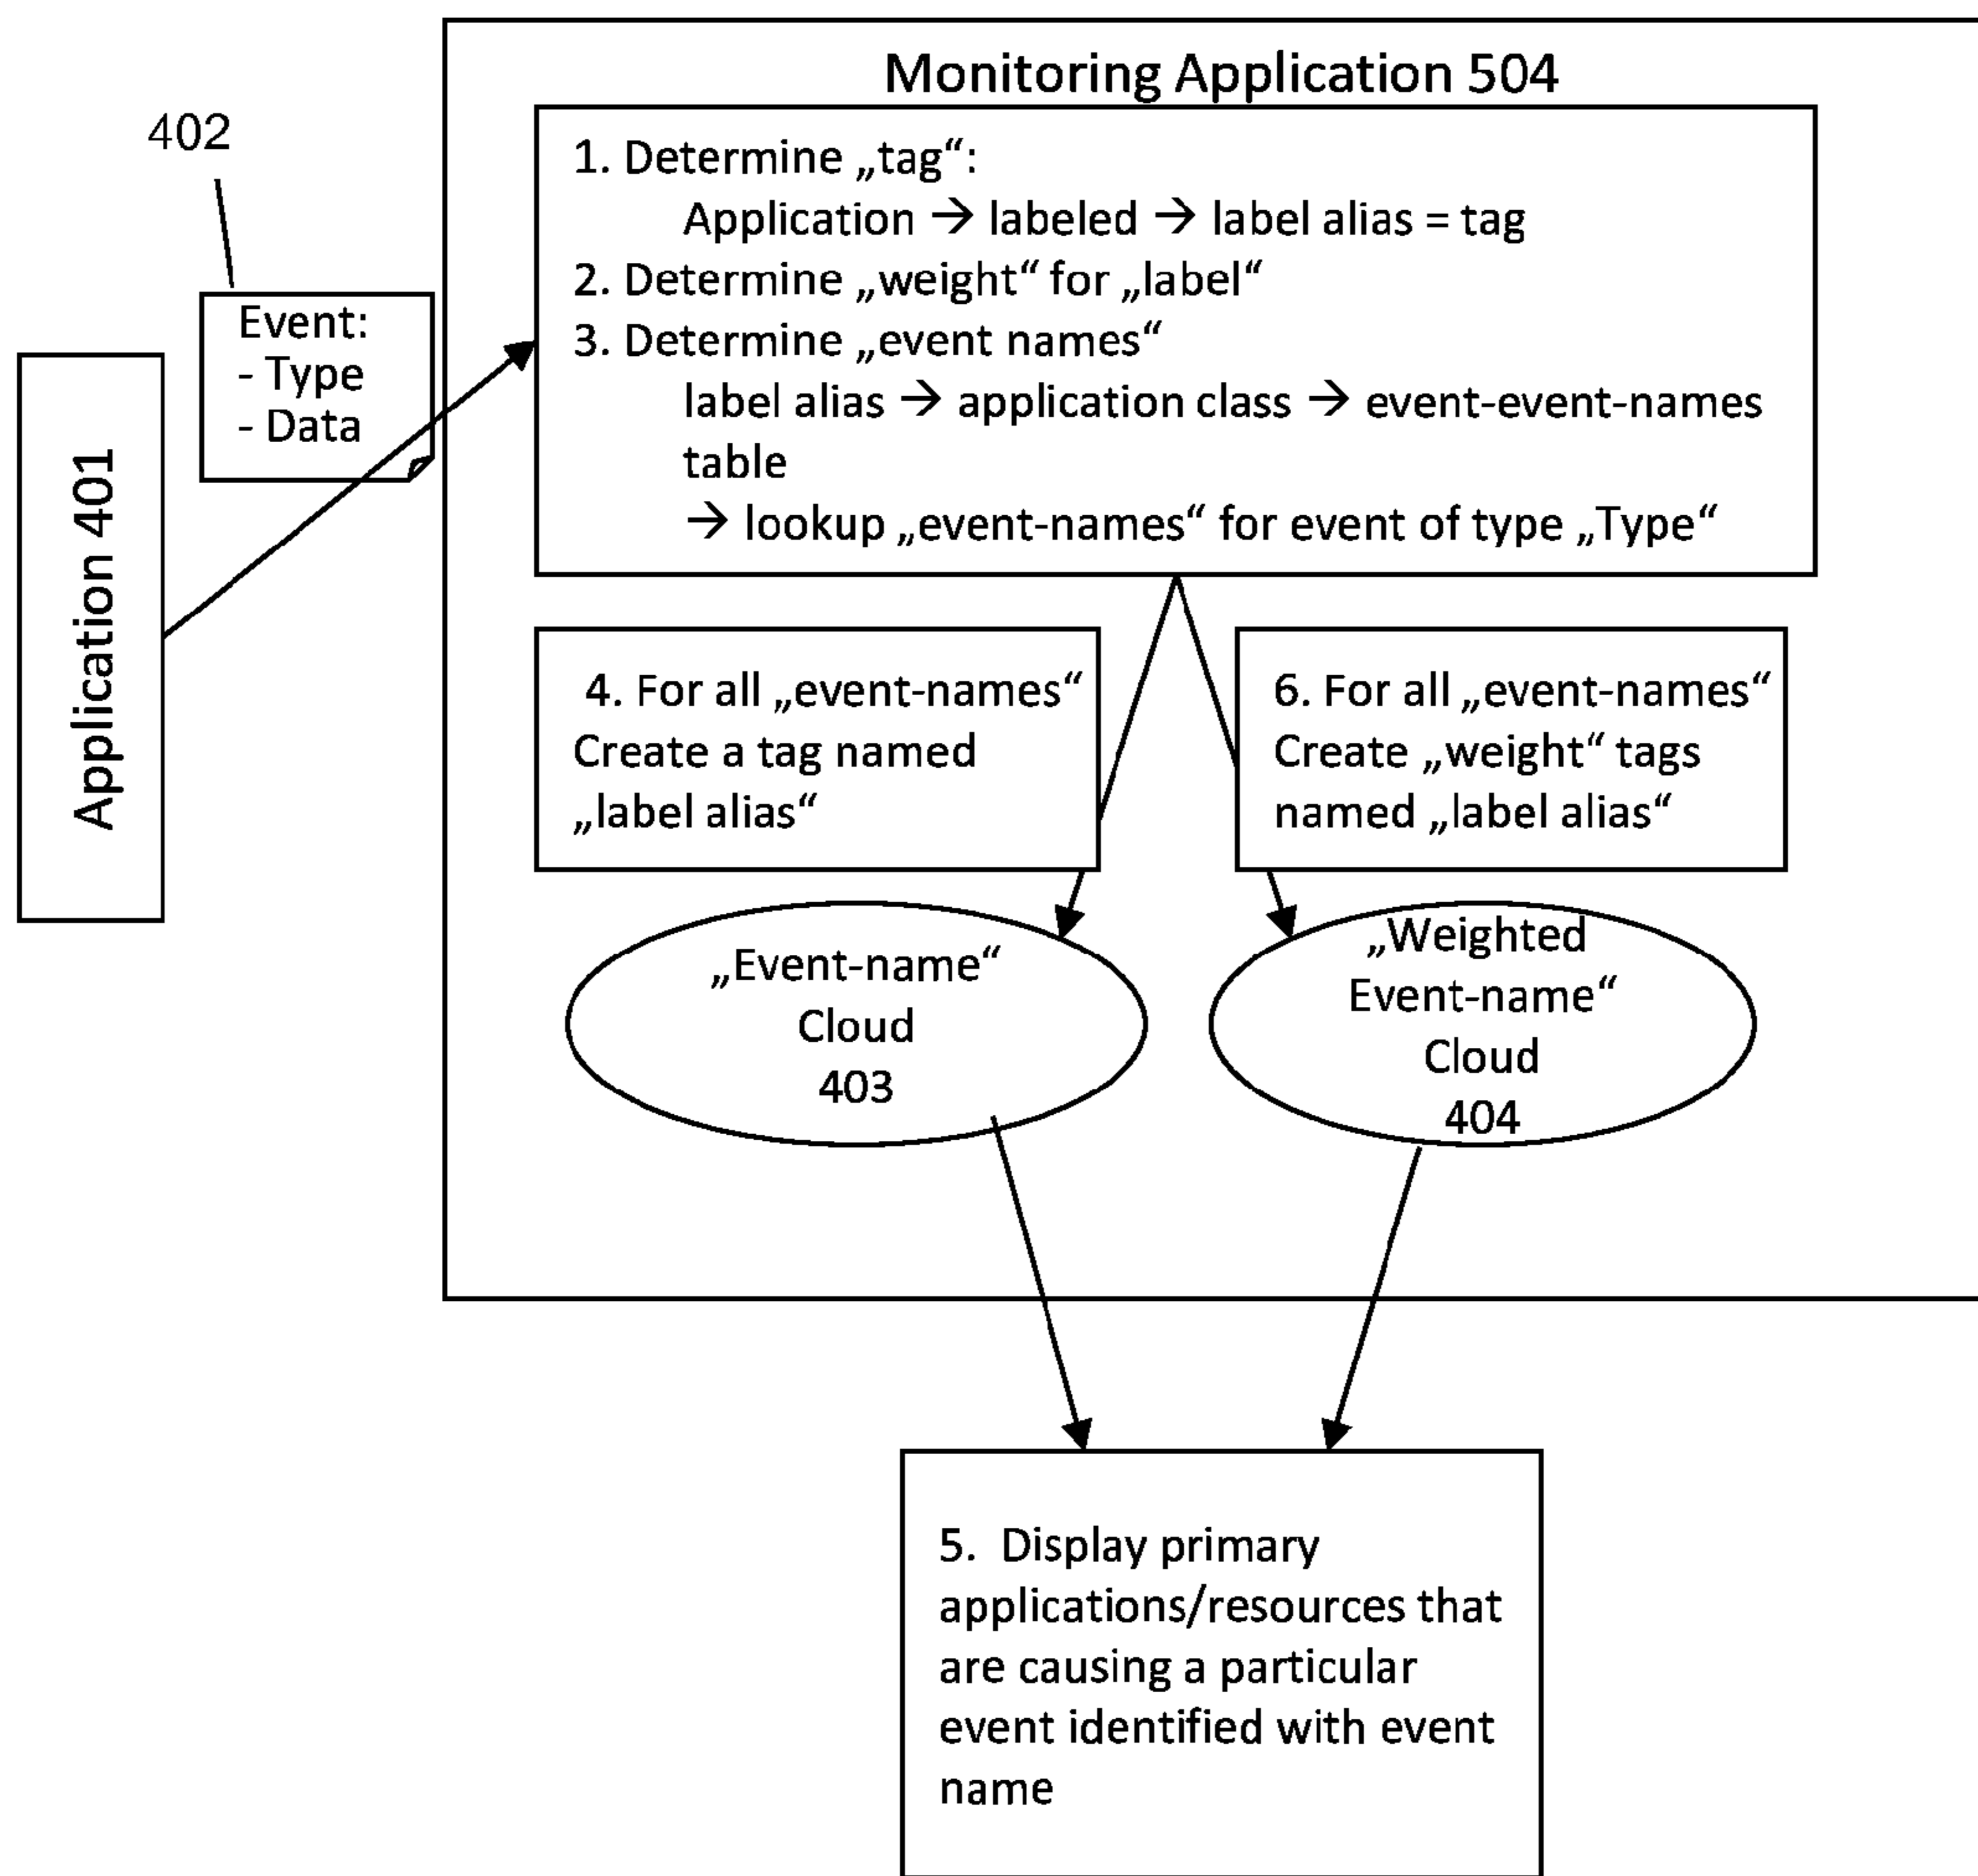 Monitoring Application 504
402
1. Determine „tag“:
Application → labeled → label alias = tag
2. Determine „weight“ for „label“
3. Determine „event names“
label alias → application class → event-event-names
table
→ lookup „event-names“ for event of type „Type“
Event:
- Type
- Data
Application 401
4. For all „event-names“
Create a tag named
„label alias“
6. For all „event-names“
Create „weight“ tags
named „label alias“
„Event-name“
Cloud
403
„Weighted
Event-name“
Cloud
404
5. Display primary
applications/resources that
are causing a particular
event identified with event
name